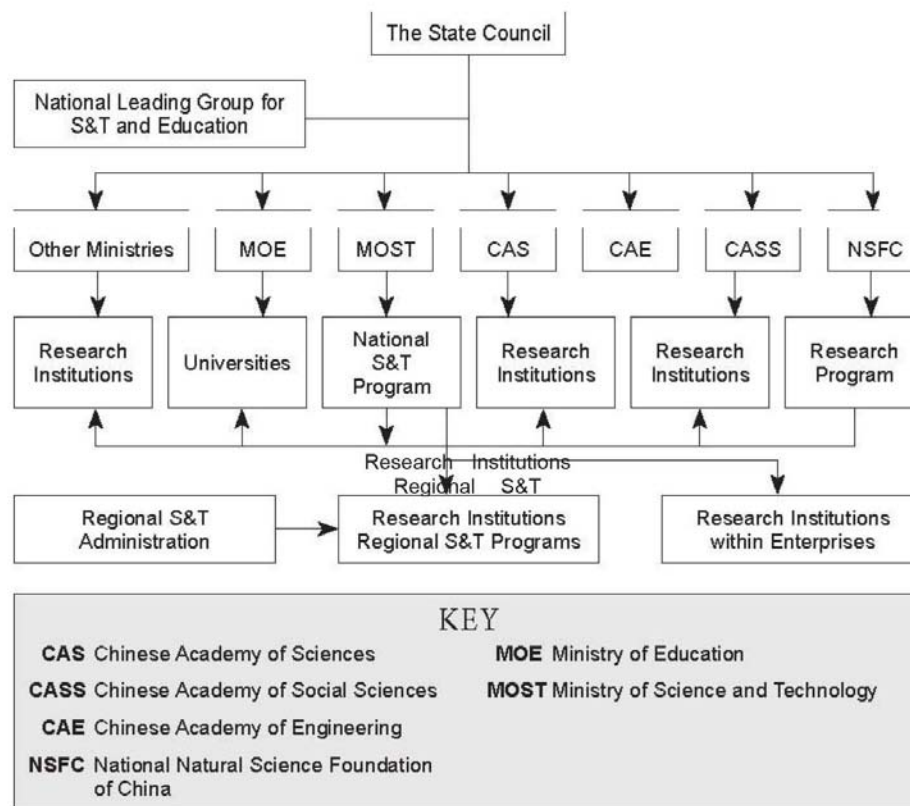 The State Council
National Leading Group for
S&T and Education
Other Ministries
MOE
MOST
CAS
CAE
CASS
NSFC
Research
Institutions
Universities
National
S&T
Program
Research
Institutions
Research
Institutions
Research
Program
Research Institutions
Regional S&T
Regional S&T
Administration
Research Institutions
Regional S&T Programs
Research Institutions
within Enterprises
KEY
CAS Chinese Academy of Sciences
CASS Chinese Academy of Social Sciences
CAE Chinese Academy of Engineering
NSFC National Natural Science Foundation
of China
MOE Ministry of Education
MOST Ministry of Science and Technology